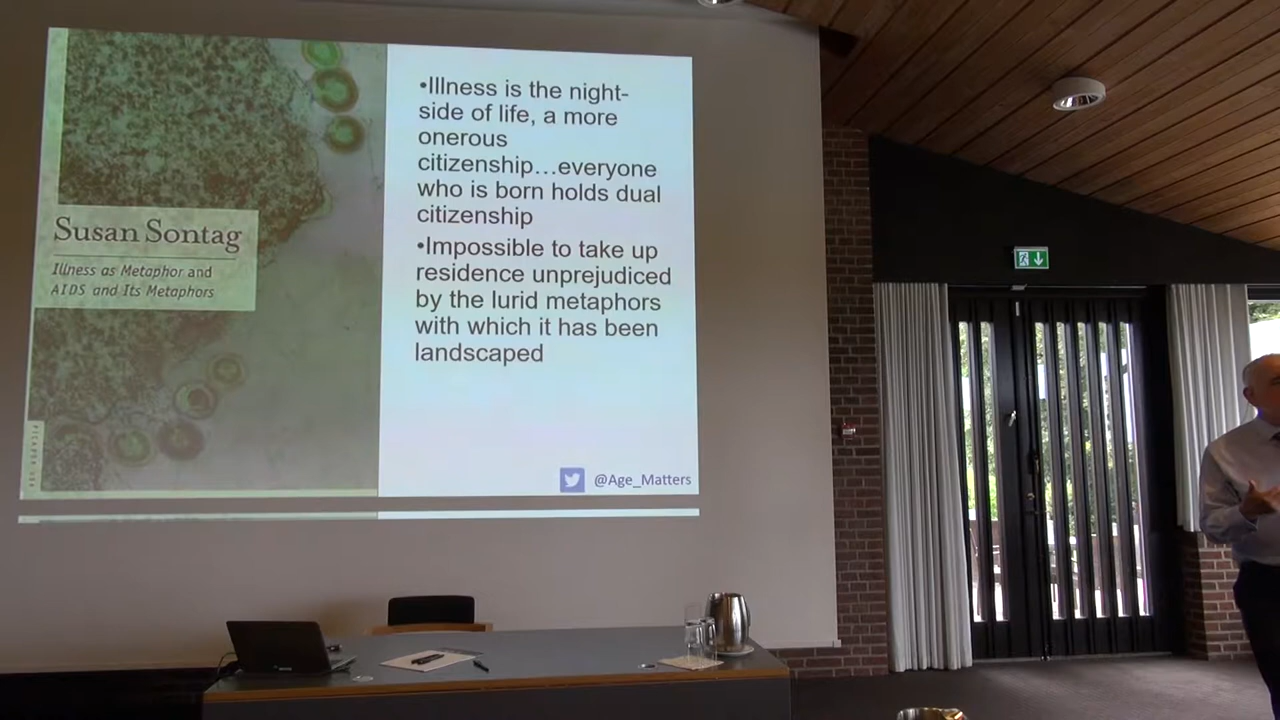 Susan Sontag
Illness as Metaphor and
AIDS and Its Metaphors
PICADOR USA
•Illness is the night-
side of life, a more
onerous
citizenship…everyone
who is born holds dual
citizenship
•Impossible to take up
residence unprejudiced
by the lurid metaphors
with which it has been
landscaped
@Age_Matters